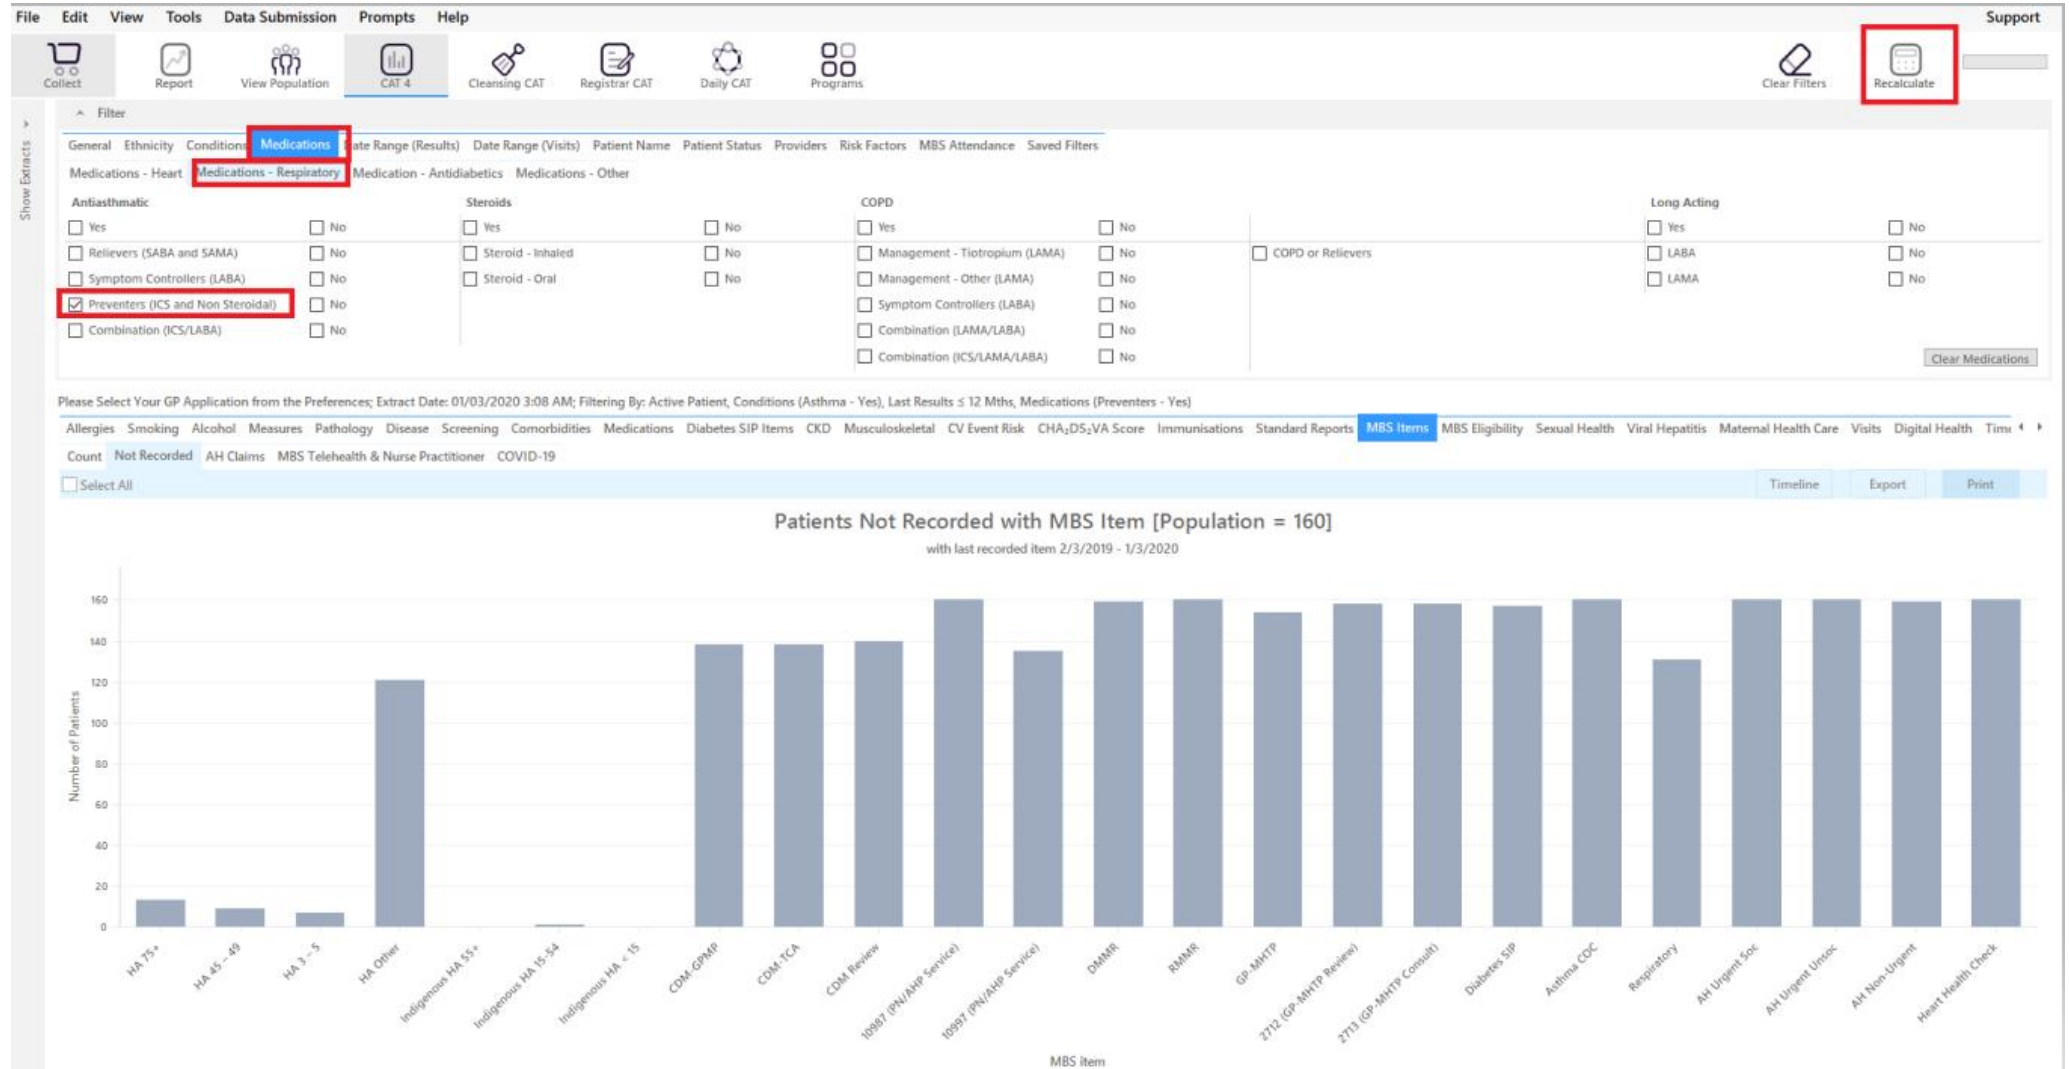 File Edit View Tools Data Submission Prompts Help Support
Collect Report View Population CAT 4 Cleansing CAT Registrar CAT Daily CAT Programs Clear Filters Recalculate
Show Extracts
Filter
General Ethnicity Conditions Medications Date Range (Results) Date Range (Visits) Patient Name Patient Status Providers Risk Factors MBS Attendance Saved Filters
Medications - Heart Medications - Respiratory Medication - Antidiabetics Medications - Other
Antiasthmatic Steroids COPD Long Acting
Yes No Yes No Yes No Yes No
Relievers (SABA and SAMA) No Steroid - Inhaled No Management - Tiotropium (LAMA) No COPD or Relievers LABA No
Symptom Controllers (LABA) No Steroid - Oral No Management - Other (LAMA) No LAMA No
Preventers (ICS and Non Steroidal) No Symptom Controllers (LABA) No
Combination (ICS/LABA) No Combination (LAMA/LABA) No
Combination (ICS/LAMA/LABA) No Clear Medications
Please Select Your GP Application from the Preferences; Extract Date: 01/03/2020 3:08 AM; Filtering By: Active Patient, Conditions (Asthma - Yes), Last Results ≤ 12 Mths, Medications (Preventers - Yes)
Allergies Smoking Alcohol Measures Pathology Disease Screening Comorbidities Medications Diabetes SIP Items CKD Musculoskeletal CV Event Risk CHA₂DS₂VA Score Immunisations Standard Reports MBS Items MBS Eligibility Sexual Health Viral Hepatitis Maternal Health Care Visits Digital Health Time
Count Not Recorded AH Claims MBS Telehealth & Nurse Practitioner COVID-19
Select All Timeline Export Print
Patients Not Recorded with MBS Item [Population = 160]
with last recorded item 2/3/2019 - 1/3/2020
Number of Patients
160
140
120
100
80
60
40
20
0
HA 75+
HA 45 – 49
HA 3 – 5
HA Other
Indigenous HA 55+
Indigenous HA 15-54
Indigenous HA < 15
CDM-GPMP
CDM-TCA
CDM Review
10987 (PN/AHP Service)
10997 (PN/AHP Service)
DMMR
RMMR
GP-MHTP
2712 (GP-MHTP Review)
2713 (GP-MHTP Consult)
Diabetes SIP
Asthma COC
Respiratory
AH Urgent Soc
AH Urgent Unsoc
AH Non-Urgent
Heart Health Check
MBS item